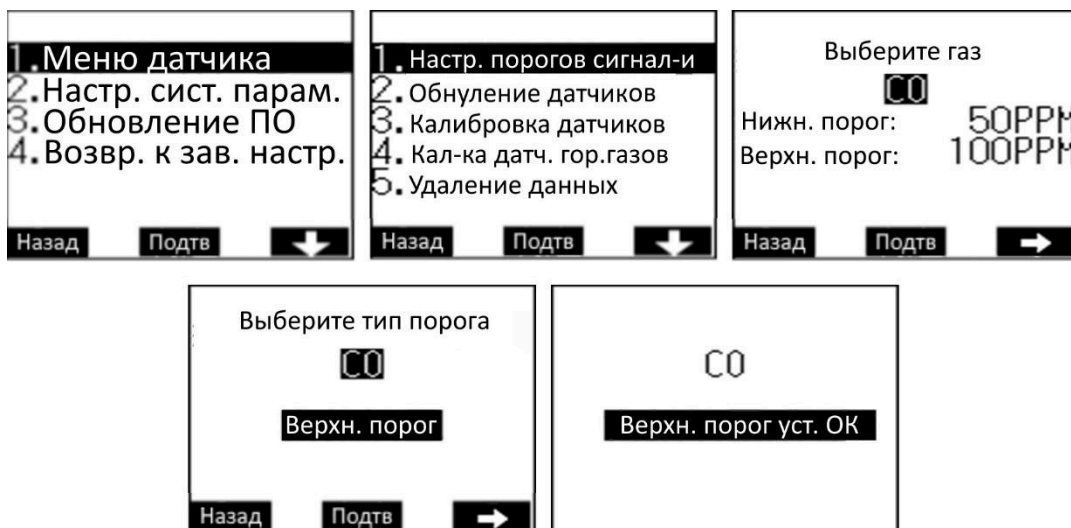 1. Меню датчика
2. Настр. сист. парам.
3. Обновление ПО
4. Возвр. к зав. настр.
Назад Подтв
1. Настр. порогов сигнал-и
2. Обнуление датчиков
3. Калибровка датчиков
4. Кал-ка датч. гор.газов
5. Удаление данных
Назад Подтв
Выберите газ
CO
Нижн. порог: 50PPM
Верхн. порог: 100PPM
Назад Подтв
Выберите тип порога
CO
Верхн. порог
Назад Подтв
CO
Верхн. порог уст. ОК